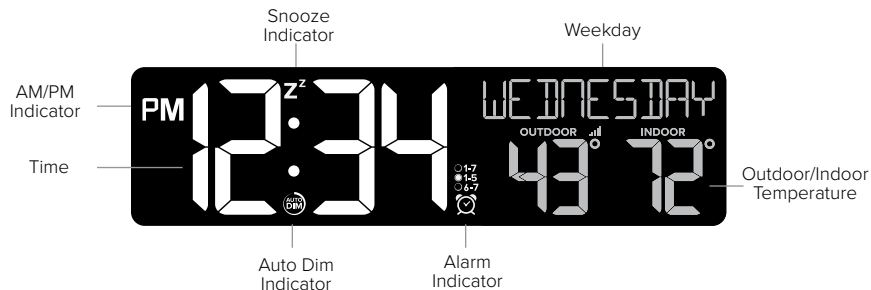 Snooze
Indicator
Weekday
AM/PM
Indicator
PM
12:34
Zz
WEDNESDAY
OUTDOOR
INDOOR
43°
72°
Time
1-7
1-5
6-7
AUTO
DIM
Outdoor/Indoor
Temperature
Auto Dim
Indicator
Alarm
Indicator